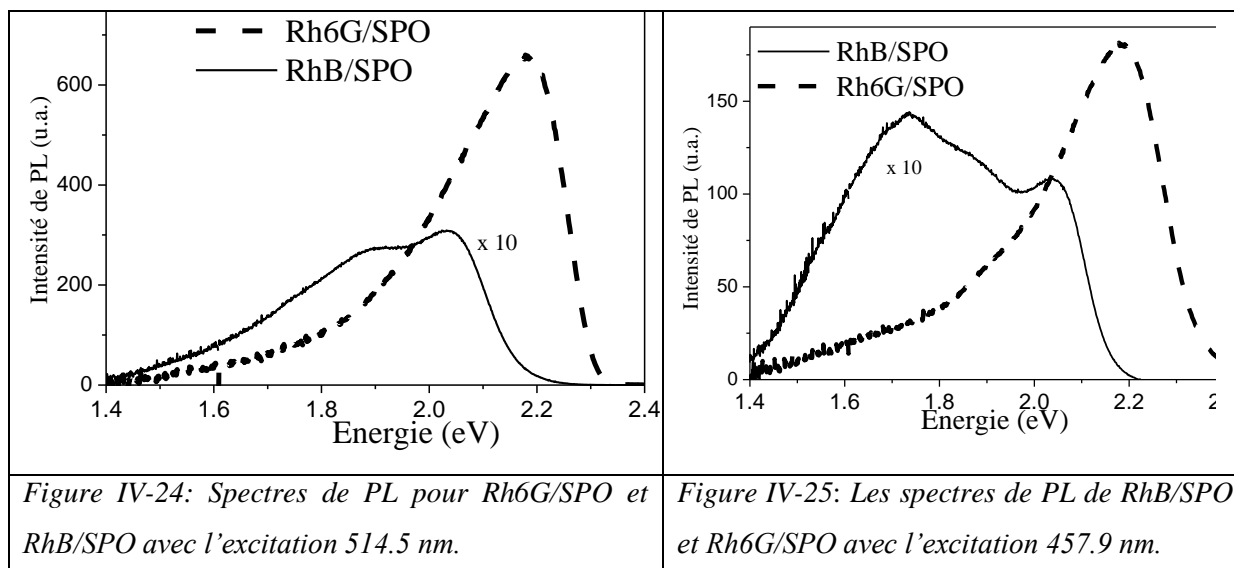 Rh6G/SPO
RhB/SPO
600
400
200
0
Intensité de PL (u.a.)
x 10
1.4 1.6 1.8 2.0 2.2 2.4
Energie (eV)
RhB/SPO
Rh6G/SPO
150
100
50
0
Intensité de PL (u.a.)
x 10
1.4 1.6 1.8 2.0 2.2 2
Energie (eV)
Figure IV-24: Spectres de PL pour Rh6G/SPO et
RhB/SPO avec l’excitation 514.5 nm.
Figure IV-25: Les spectres de PL de RhB/SPO
et Rh6G/SPO avec l’excitation 457.9 nm.